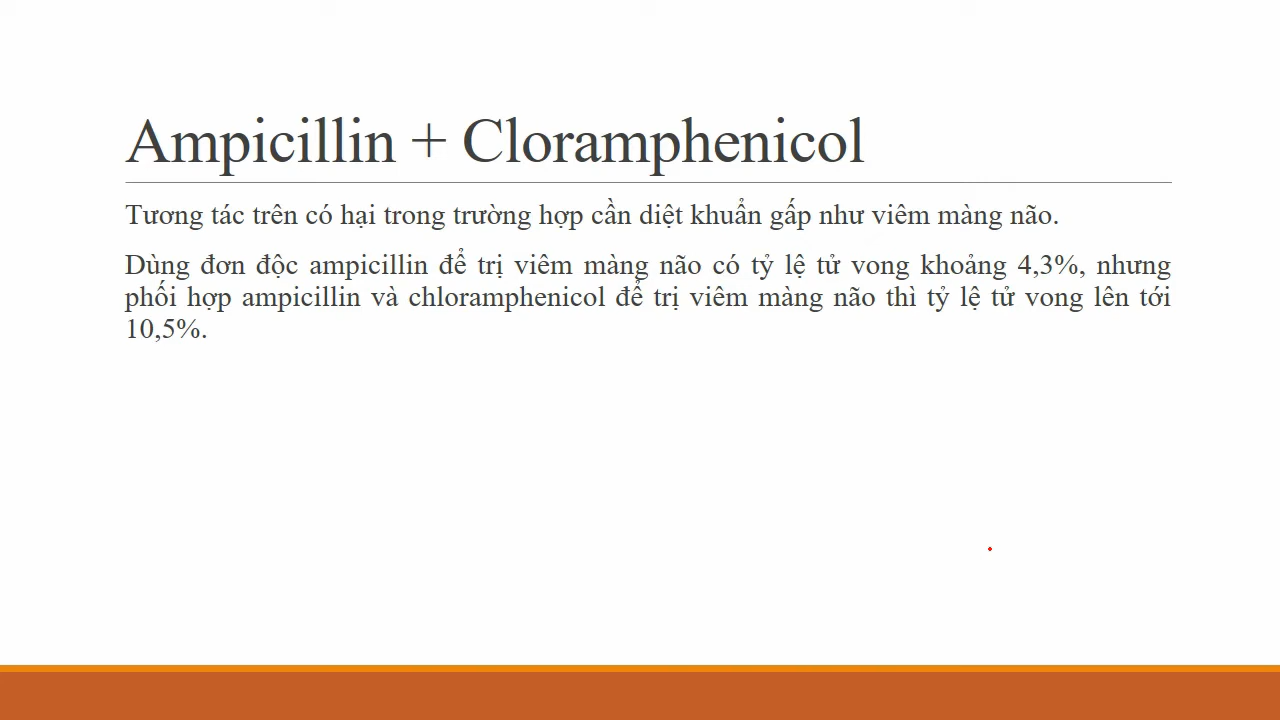 Ampicillin + Cloramphenicol
Tương tác trên có hại trong trường hợp cần diệt khuẩn gấp như viêm màng não.
Dùng đơn độc ampicillin để trị viêm màng não có tỷ lệ tử vong khoảng 4,3%, nhưng
phối hợp ampicillin và chloramphenicol để trị viêm màng não thì tỷ lệ tử vong lên tới
10,5%.